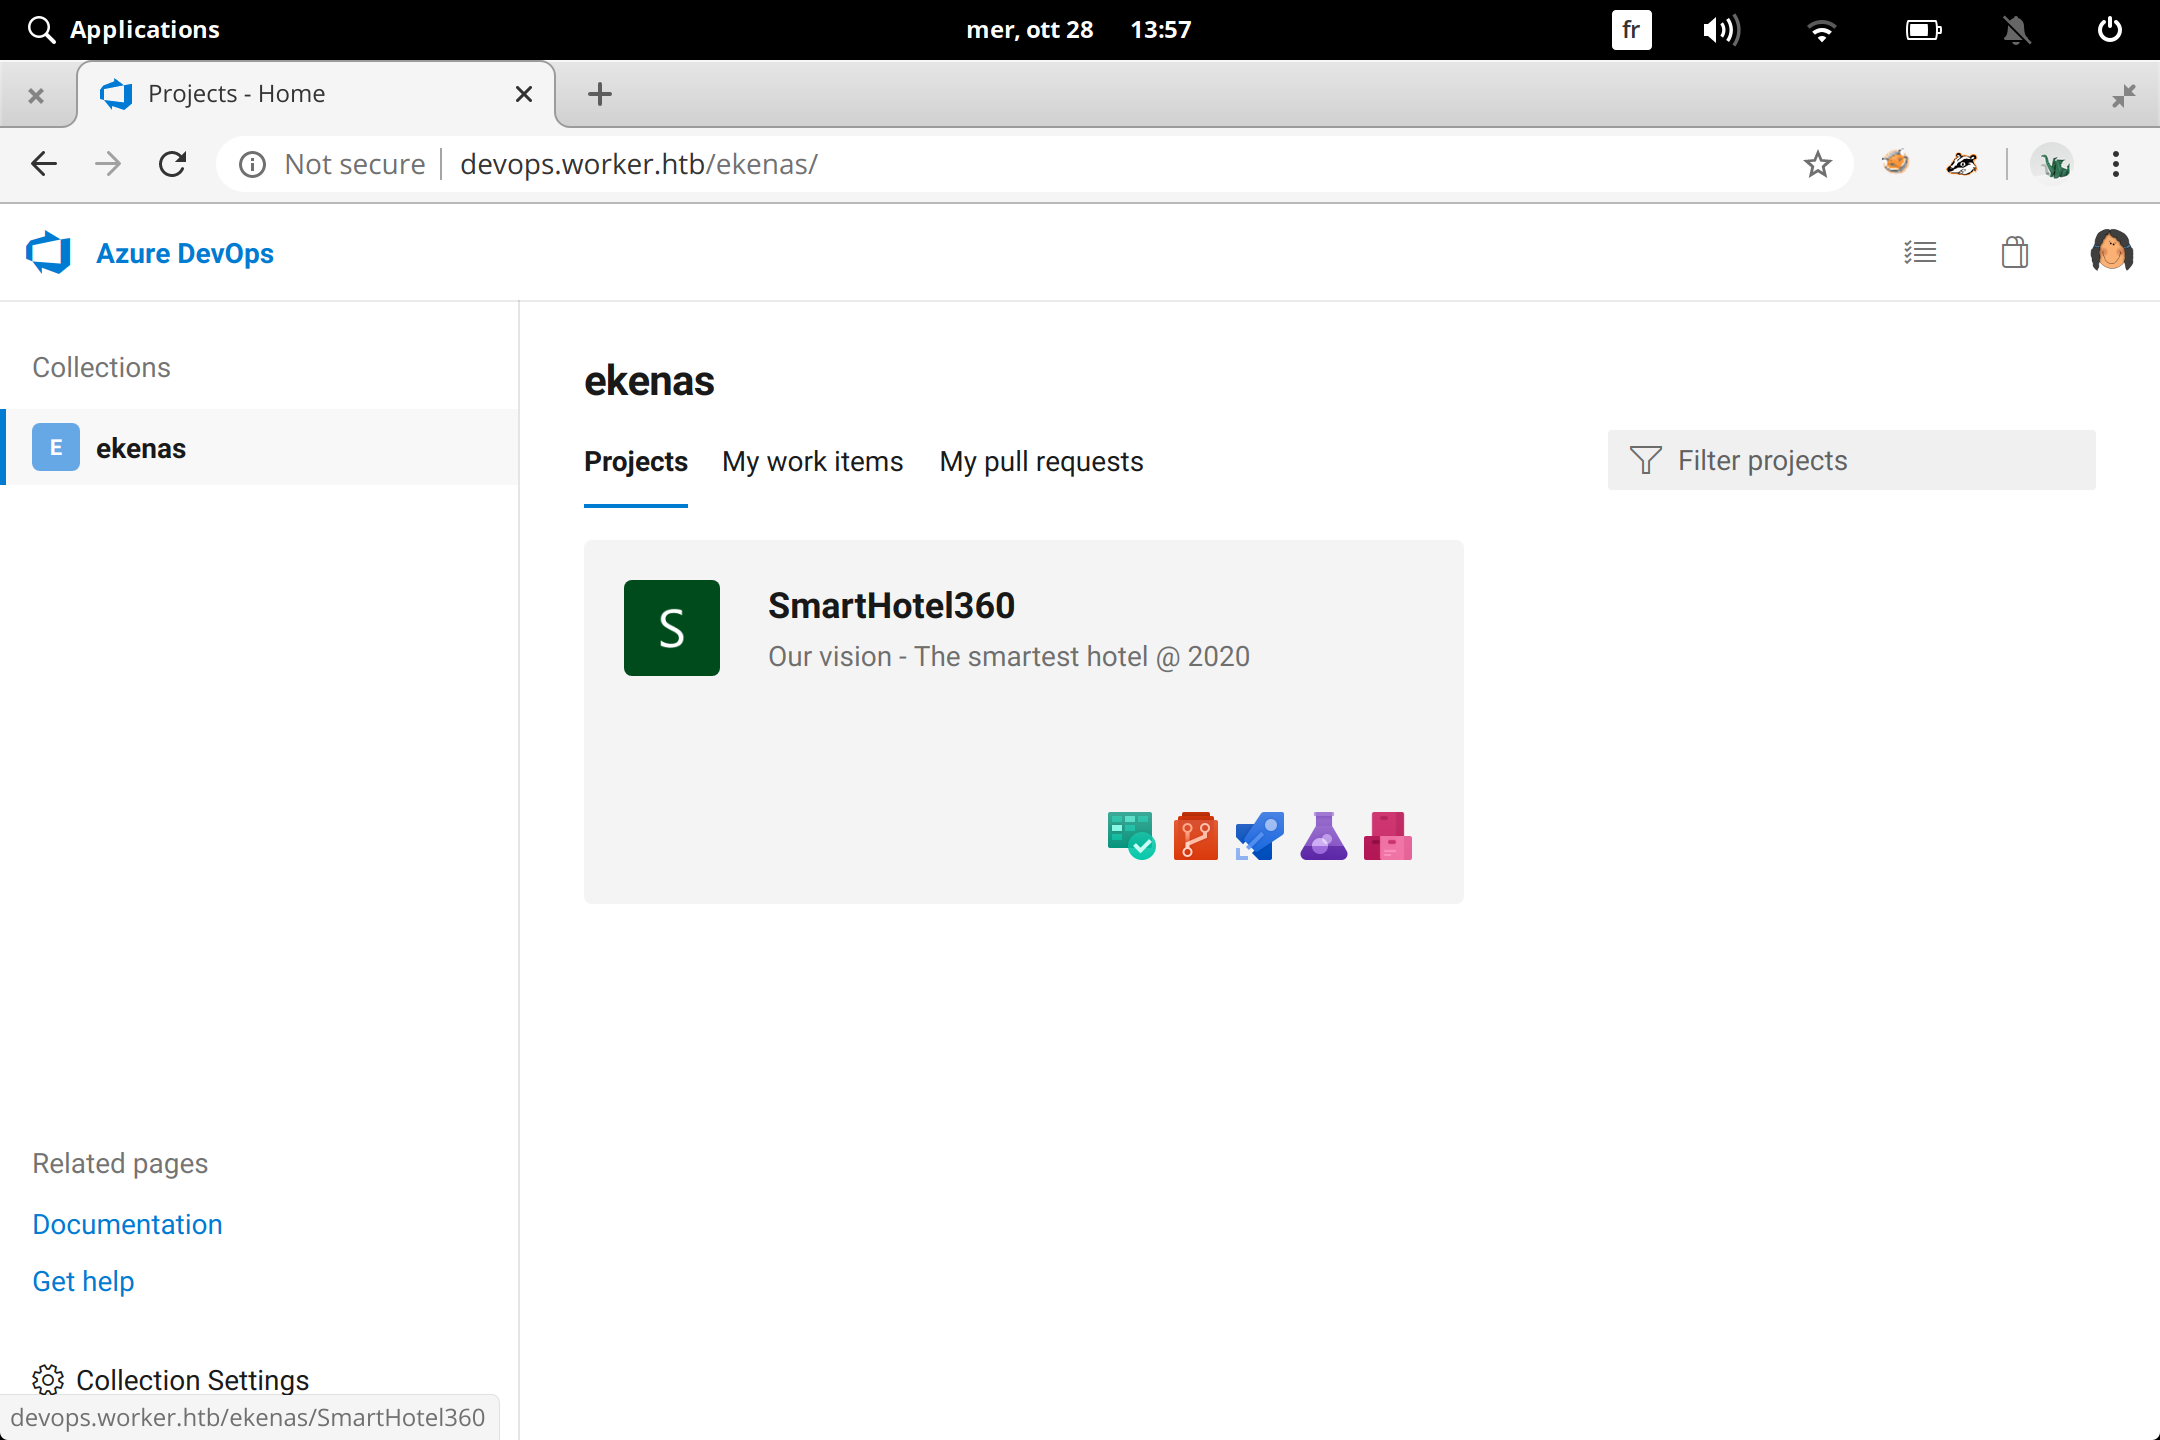 Applications
mer, ott 28 13:57
fr
Projects - Home
Not secure
devops.worker.htb/ekenas/
Azure DevOps
Collections
E
ekenas
ekenas
Projects
My work items
My pull requests
Filter projects
S
SmartHotel360
Our vision - The smartest hotel @ 2020
Related pages
Documentation
Get help
Collection Settings
devops.worker.htb/ekenas/SmartHotel360